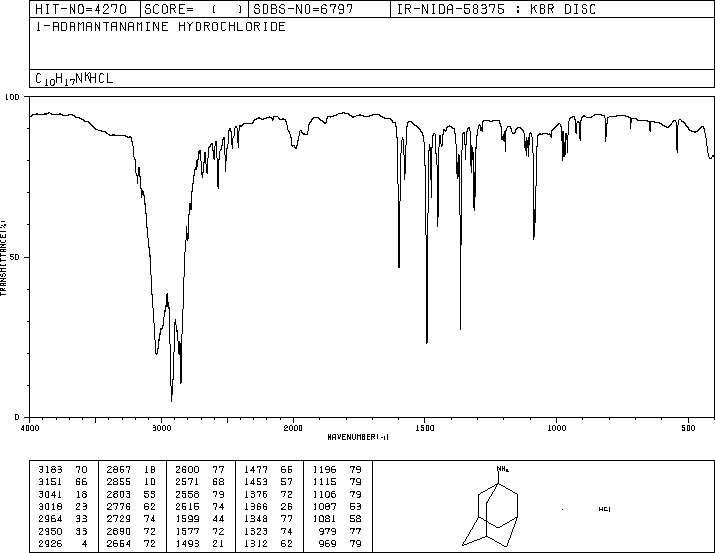 HIT-NO=4270 SCORE= ( ) SDBS-NO=6797 IR-NIDA-58375 : KBR DISC
1-ADAMANTANAMINE HYDROCHLORIDE
C10H17N·HCL
100
50
0
TRANSMITTANCE(%)
4000 3000 2000 1500 1000 500
WAVENUMBER(-1)
3183 70 2867 18 2600 77 1477 66 1196 79
3151 66 2855 10 2571 68 1453 57 1115 79
3041 18 2803 55 2558 79 1376 72 1106 79
3018 23 2776 62 2515 74 1366 26 1087 53
2964 33 2729 74 1599 44 1348 77 1081 58
2950 33 2690 72 1577 72 1323 74 979 77
2926 4 2664 72 1493 21 1312 62 969 79
NH2
· HCl